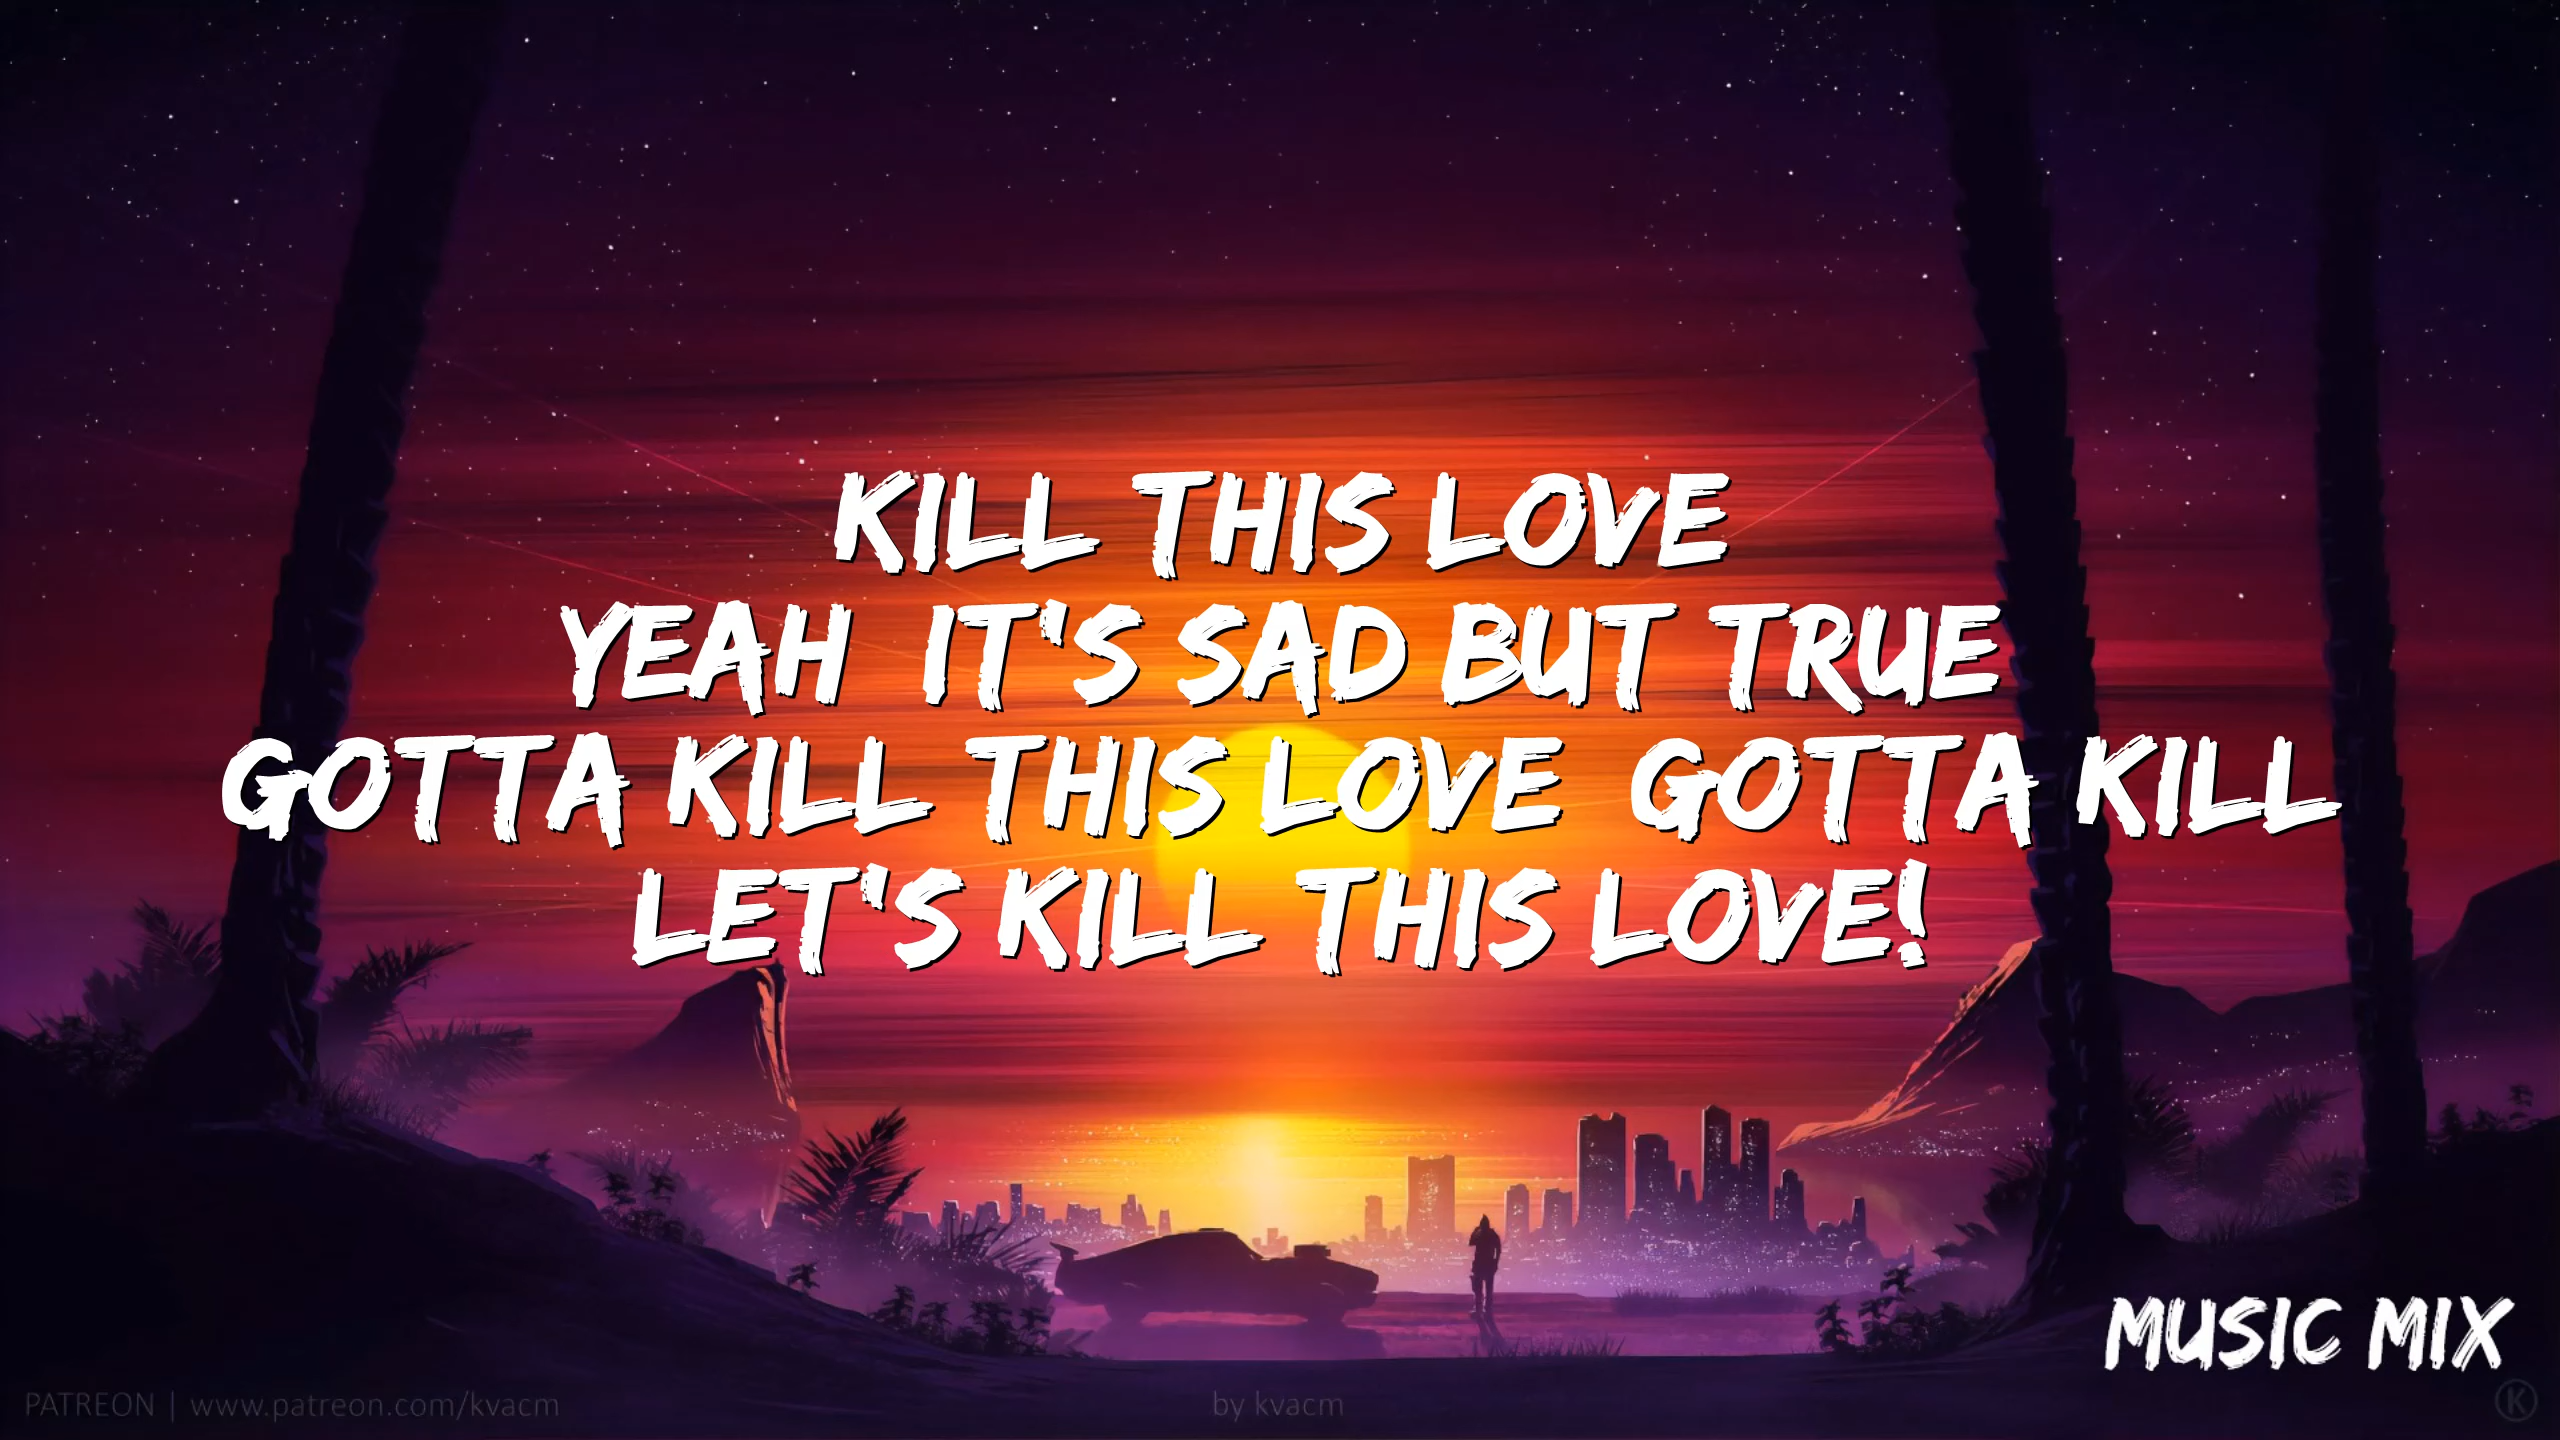 KILL THIS LOVE
YEAH  IT'S SAD BUT TRUE
GOTTA KILL THIS LOVE  GOTTA KILL
LET'S KILL THIS LOVE!
MUSIC MIX
PATREON | www.patreon.com/kvacm
by kvacm
K